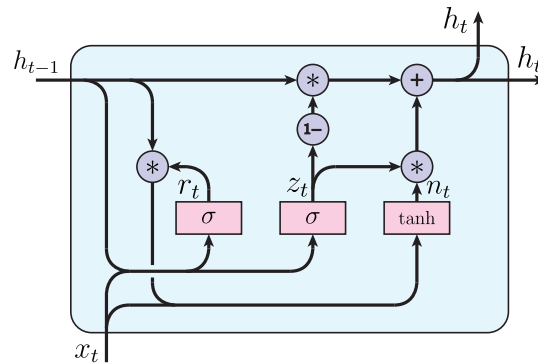 h_t
h_{t-1} * + h_t
1-
* r_t z_t * n_t
σ σ tanh
x_t